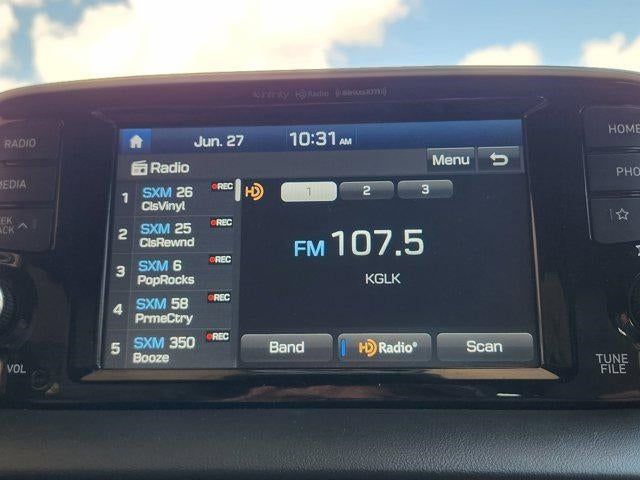 HD Radio (SiriusXM)
RADIO
MEDIA
VOL
HOME
TUNE
FILE
Jun. 27 10:31 AM
Radio
Menu
1 SXM 26 REC
ClsVinyl
2 SXM 25 REC
ClsRewnd
3 SXM 6 REC
PopRocks
4 SXM 58 REC
PrmeCtry
5 SXM 350 REC
Booze
HD 1 2 3
FM 107.5
KGLK
Band
HD Radio®
Scan